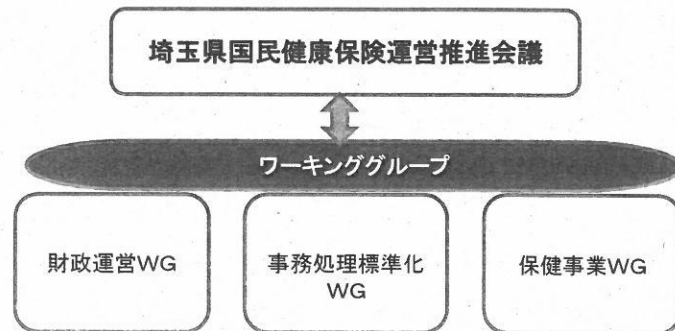 埼玉県国民健康保険運営推進会議
ワーキンググループ
財政運営WG
事務処理標準化
WG
保健事業WG